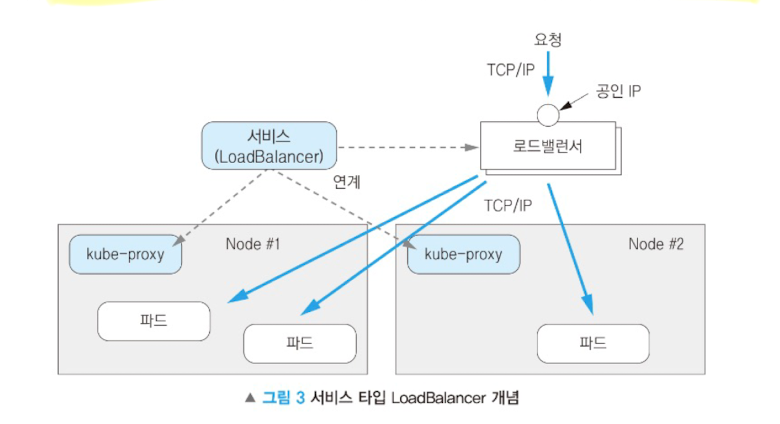 요청
TCP/IP
공인 IP
서비스
(LoadBalancer)
로드밸런서
연계
TCP/IP
kube-proxy
Node #1
kube-proxy
Node #2
파드
파드
파드
▲ 그림 3 서비스 타입 LoadBalancer 개념